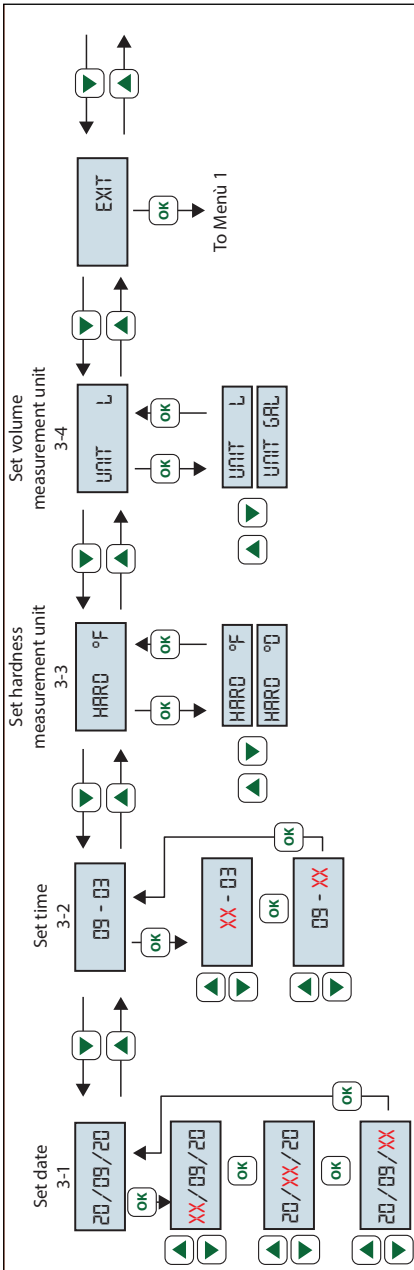 Set date
3-1
20/09/20
OK
XX/09/20
OK
20/XX/20
OK
20/09/XX
OK
Set time
3-2
09-03
OK
XX-03
OK
09-XX
OK
Set hardness
measurement unit
3-3
HARD °F
OK
OK
HARD °F
HARD °D
Set volume
measurement unit
3-4
UNIT L
OK
OK
UNIT L
UNIT GAL
EXIT
OK
To Menù 1